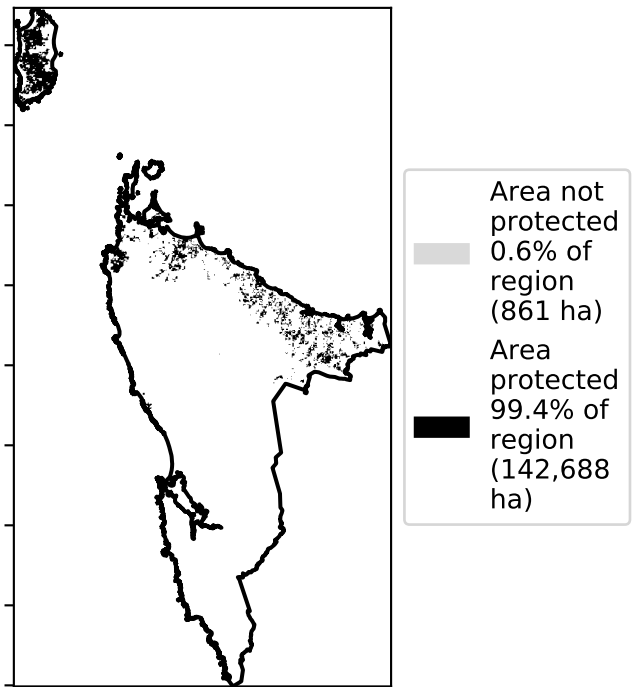 Area not
protected
0.6% of
region
(861 ha)
Area
protected
99.4% of
region
(142,688
ha)